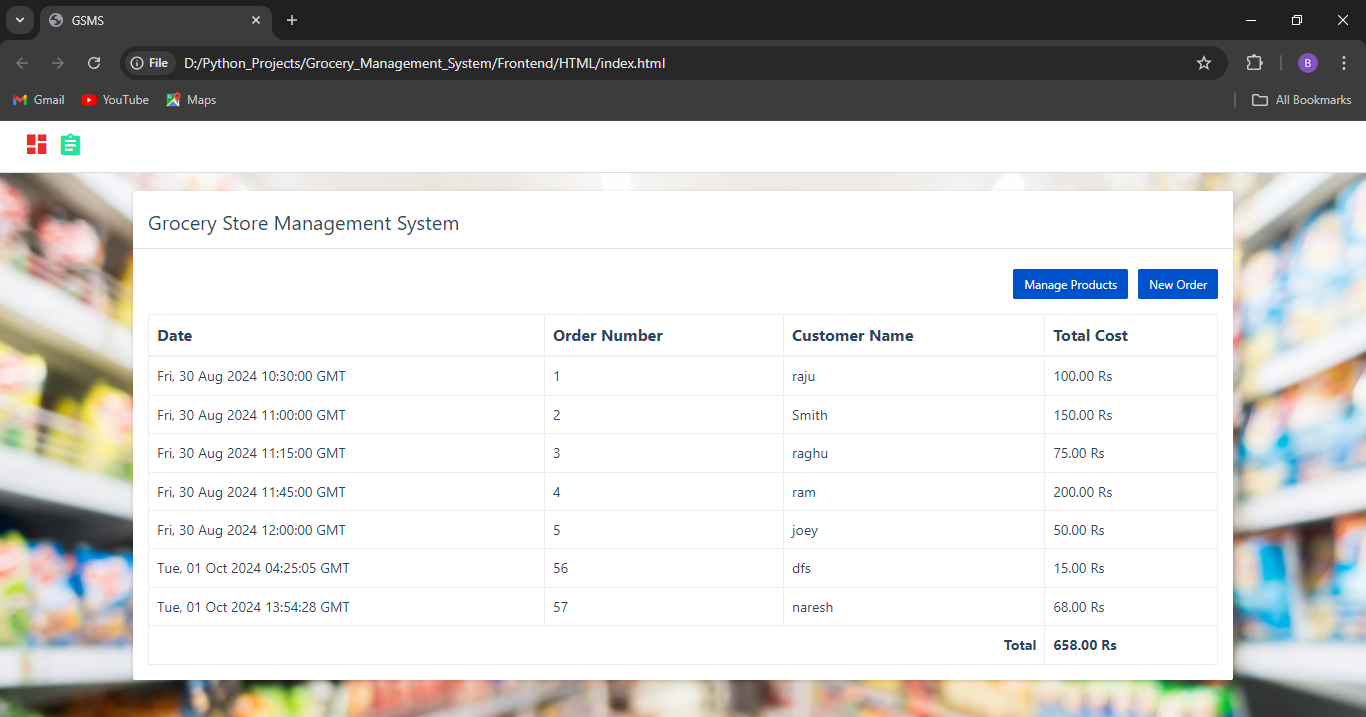 GSMS
File D:/Python_Projects/Grocery_Management_System/Frontend/HTML/index.html B
Gmail YouTube Maps All Bookmarks
Grocery Store Management System
Manage Products New Order
Date Order Number Customer Name Total Cost
Fri, 30 Aug 2024 10:30:00 GMT 1 raju 100.00 Rs
Fri, 30 Aug 2024 11:00:00 GMT 2 Smith 150.00 Rs
Fri, 30 Aug 2024 11:15:00 GMT 3 raghu 75.00 Rs
Fri, 30 Aug 2024 11:45:00 GMT 4 ram 200.00 Rs
Fri, 30 Aug 2024 12:00:00 GMT 5 joey 50.00 Rs
Tue, 01 Oct 2024 04:25:05 GMT 56 dfs 15.00 Rs
Tue, 01 Oct 2024 13:54:28 GMT 57 naresh 68.00 Rs
Total 658.00 Rs